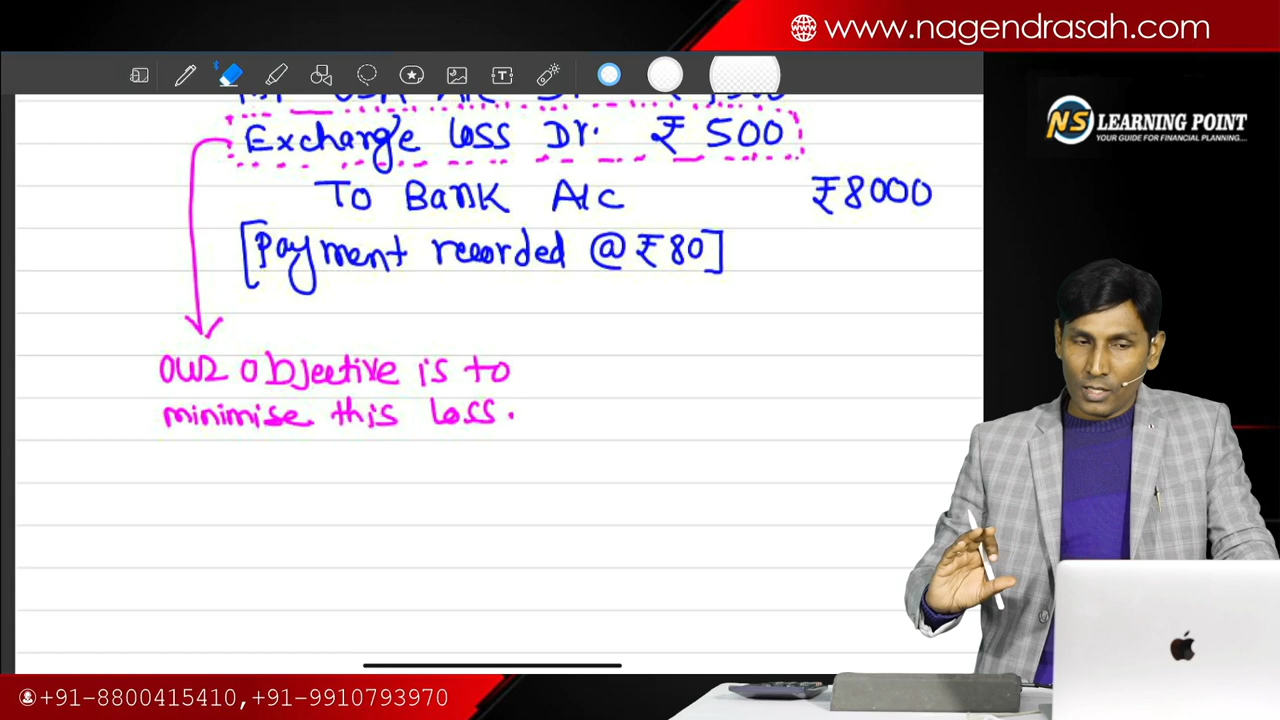 www.nagendrasah.com
NS LEARNING POINT
YOUR GUIDE FOR FINANCIAL PLANNING...
Exchange loss Dr. ₹ 500
To Bank A/c ₹8000
[Payment recorded @ ₹80]
OUR Objective is to
minimise this loss.
+91-8800415410,+91-9910793970